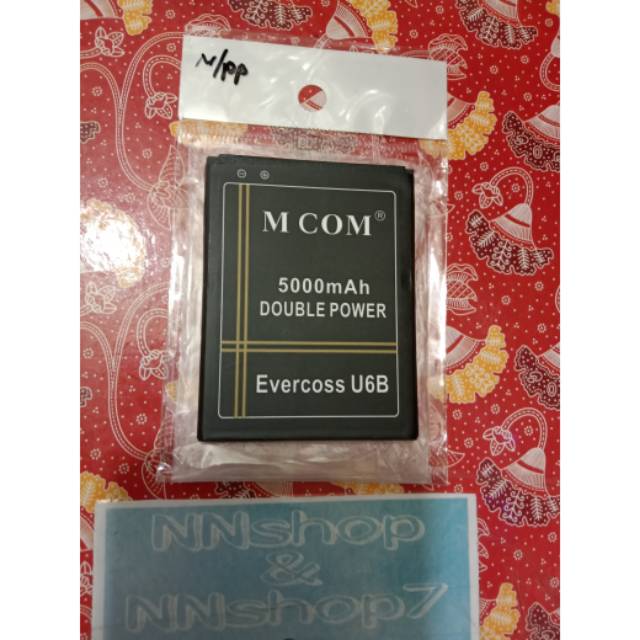 N/pp
M COM®
5000mAh
DOUBLE POWER
Evercoss U6B
NNshop
&
NNshop7